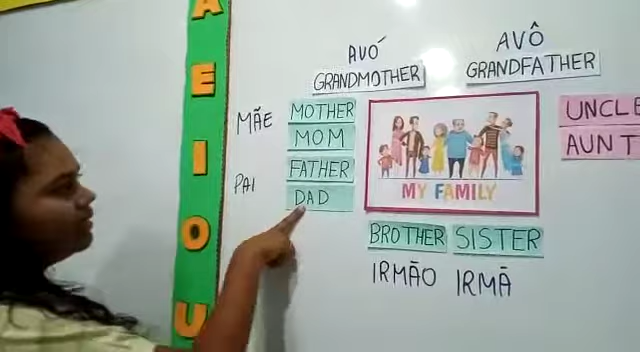 A
E
I
O
U
AVÓ
GRANDMOTHER
AVÔ
GRANDFATHER
MÃE
MOTHER
MOM
PAI
FATHER
DAD
MY FAMILY
UNCLE
AUNT
BROTHER
SISTER
IRMÃO
IRMÃ